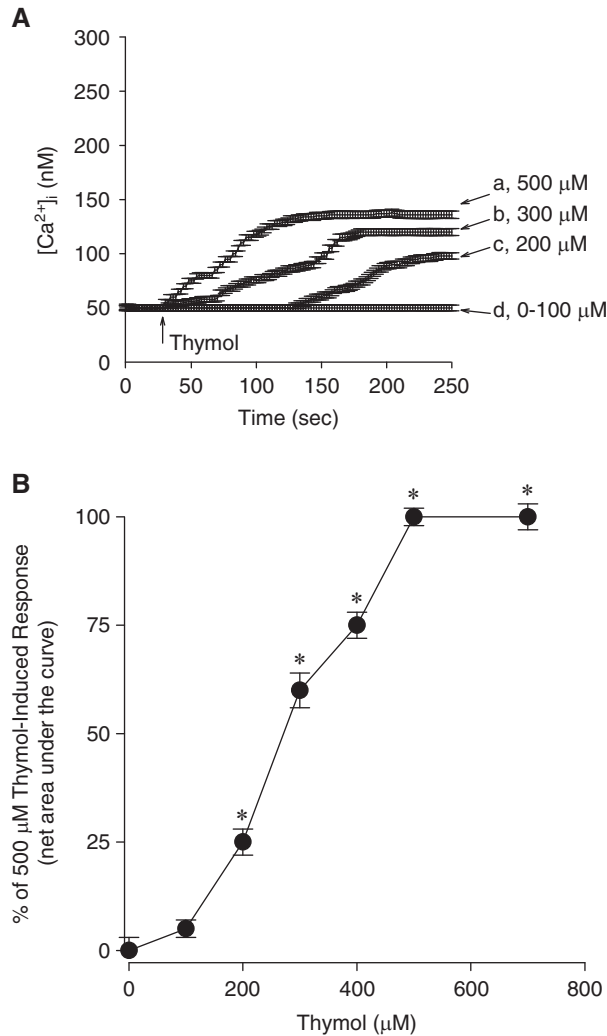 A
300
250
200
150
100
50
0
[Ca²⁺]ᵢ (nM)
a, 500 μM
b, 300 μM
c, 200 μM
d, 0-100 μM
Thymol
0 50 100 150 200 250
Time (sec)
B
% of 500 μM Thymol-Induced Response
(net area under the curve)
100
75
50
25
0
* * * * *
0 200 400 600 800
Thymol (μM)